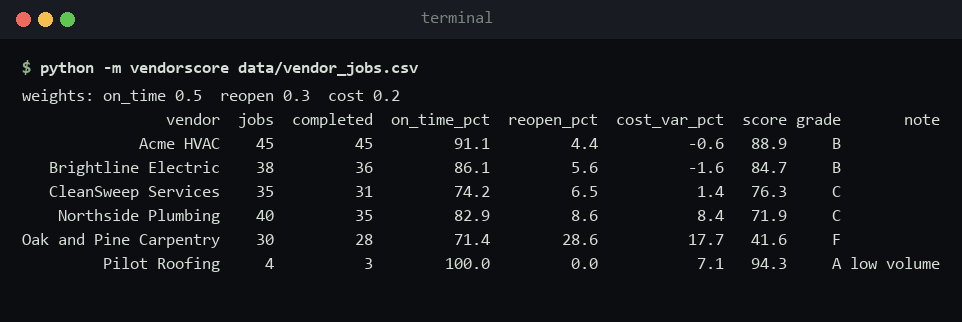 terminal
$ python -m vendorscore data/vendor_jobs.csv
weights: on_time 0.5  reopen 0.3  cost 0.2
vendor  jobs  completed  on_time_pct  reopen_pct  cost_var_pct  score grade  note
Acme HVAC  45  45  91.1  4.4  -0.6  88.9  B
Brightline Electric  38  36  86.1  5.6  -1.6  84.7  B
CleanSweep Services  35  31  74.2  6.5  1.4  76.3  C
Northside Plumbing  40  35  82.9  8.6  8.4  71.9  C
Oak and Pine Carpentry  30  28  71.4  28.6  17.7  41.6  F
Pilot Roofing  4  3  100.0  0.0  7.1  94.3  A low volume